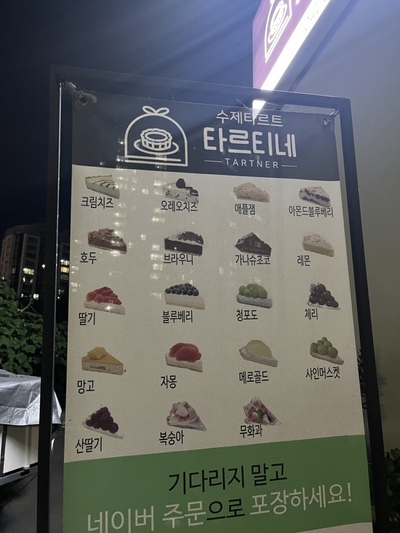 수제타르트
타르티네
TARTNER
크림치즈 오레오치즈 애플잼 아몬드블루베리
호두 브라우니 가나슈쵸코 레몬
딸기 블루베리 청포도 체리
망고 자몽 메로골드 샤인머스켓
산딸기 복숭아 무화과
기다리지 말고
네이버 주문으로 포장하세요!